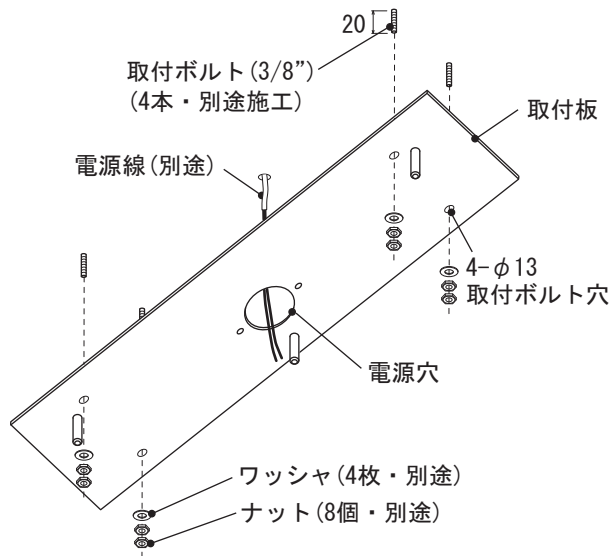 20
取付ボルト(3/8”)
(4本・別途施工)
取付板
電源線(別途)
4-φ13
取付ボルト穴
電源穴
ワッシャ(4枚・別途)
ナット(8個・別途)